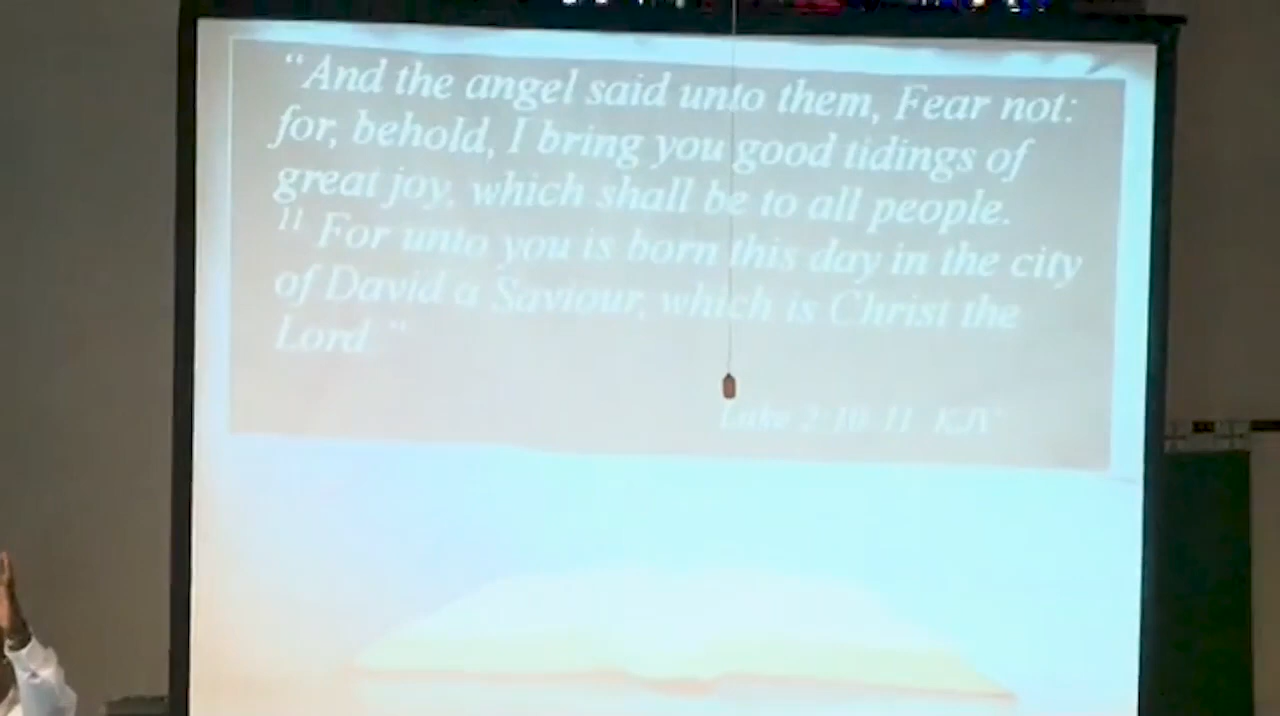 “And the angel said unto them, Fear not:
for, behold, I bring you good tidings of
great joy, which shall be to all people.
11 For unto you is born this day in the city
of David a Saviour, which is Christ the
Lord.”
Luke 2:10-11 KJV